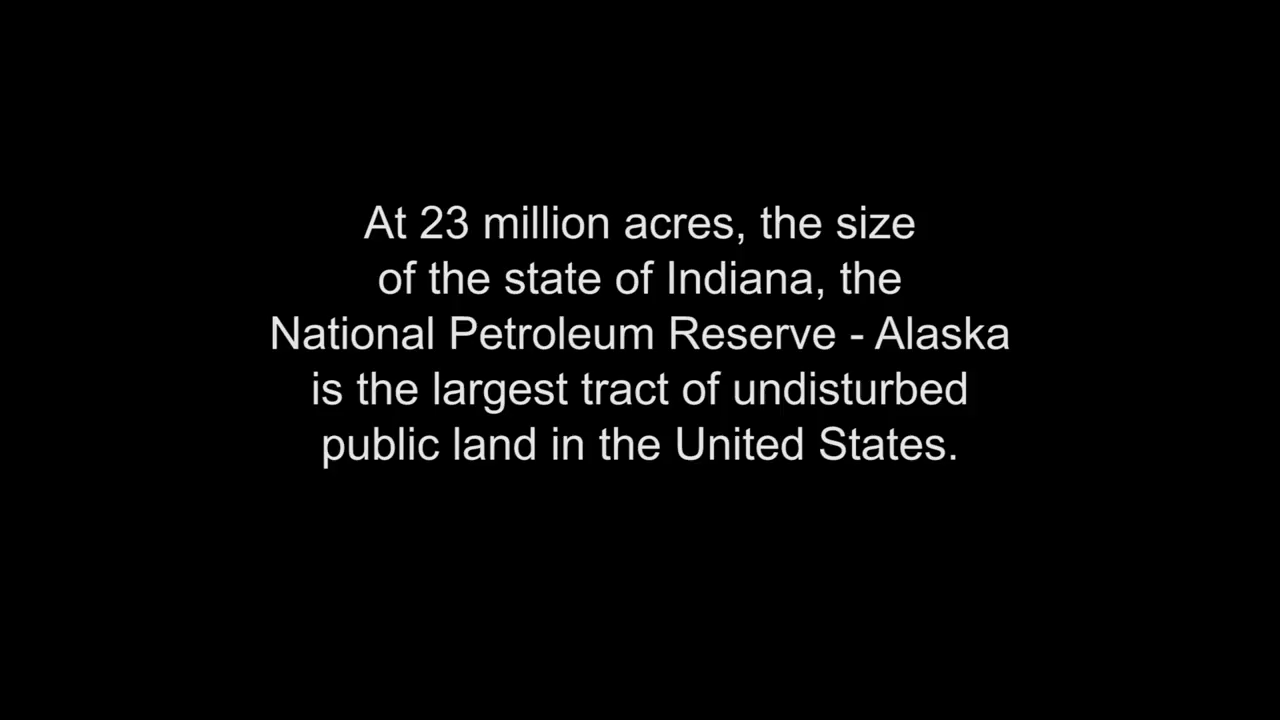 At 23 million acres, the size
of the state of Indiana, the
National Petroleum Reserve - Alaska
is the largest tract of undisturbed
public land in the United States.